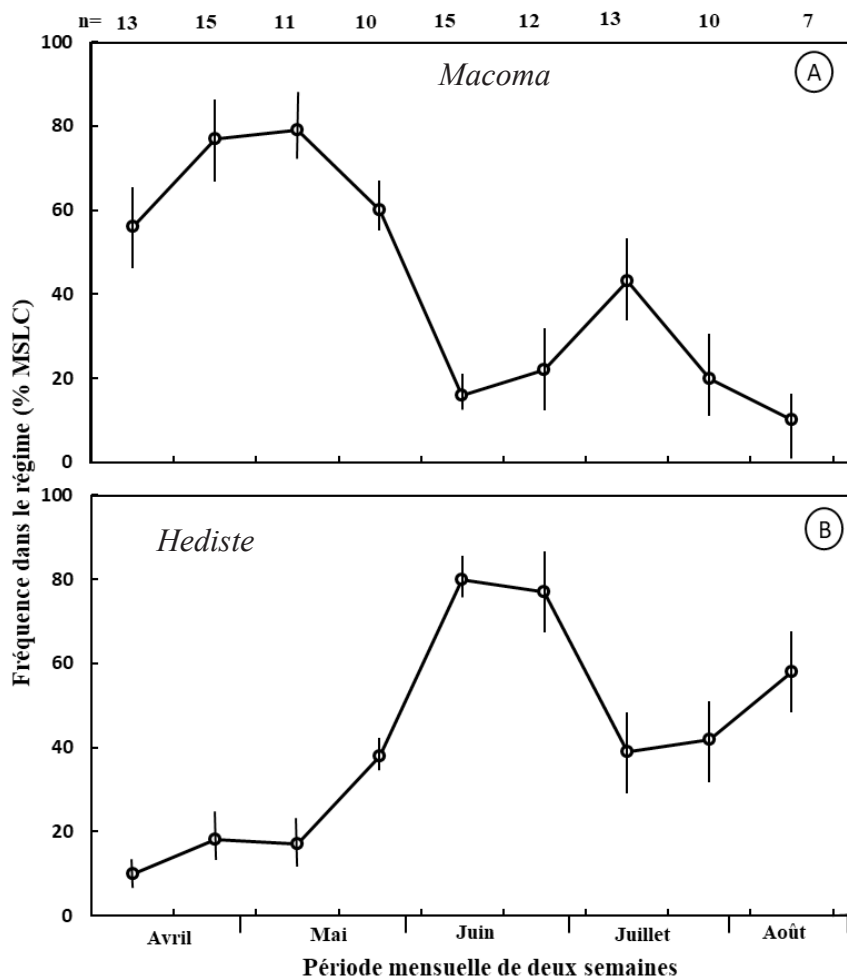 n= 13 15 11 10 15 12 13 10 7
100
80
60
40
20
0
Macoma
A
Fréquence dans le régime (% MSLC)
100
80
60
40
20
0
Hediste
B
Avril Mai Juin Juillet Août
Période mensuelle de deux semaines